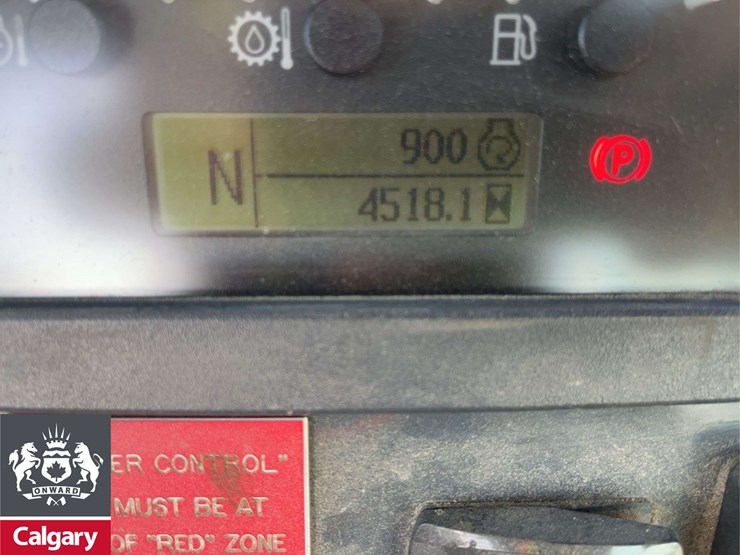 900
N
4518.1
P
ER CONTROL"
MUST BE AT
OF "RED" ZONE
ONWARD
Calgary